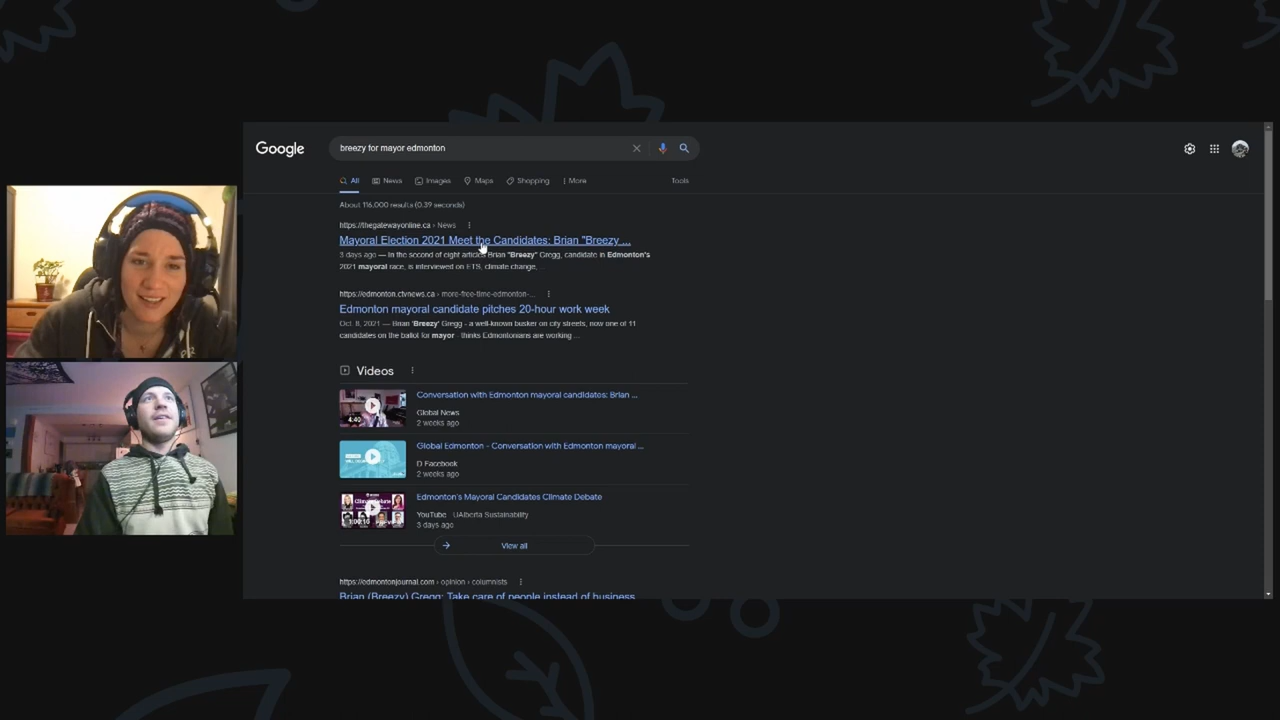 Google
breezy for mayor edmonton
All News Images Maps Shopping More Tools
About 116,000 results (0.39 seconds)
https://thegatewayonline.ca › News
Mayoral Election 2021 Meet the Candidates: Brian "Breezy ...
3 days ago — In the second of eight articles Brian "Breezy" Gregg, candidate in Edmonton's
2021 mayoral race, is interviewed on ETS, climate change,
https://edmonton.ctvnews.ca › more-free-time-edmonton-...
Edmonton mayoral candidate pitches 20-hour work week
Oct. 8, 2021 — Brian 'Breezy' Gregg - a well-known busker on city streets, now one of 11
candidates on the ballot for mayor - thinks Edmontonians are working ...
Videos
Conversation with Edmonton mayoral candidates: Brian ...
Global News
2 weeks ago
4:40
Global Edmonton - Conversation with Edmonton mayoral ...
Facebook
2 weeks ago
Edmonton's Mayoral Candidates Climate Debate
YouTube UAlberta Sustainability
3 days ago
View all
https://edmontonjournal.com › opinion › columnists
Brian (Breezy) Gregg: Take care of people instead of business